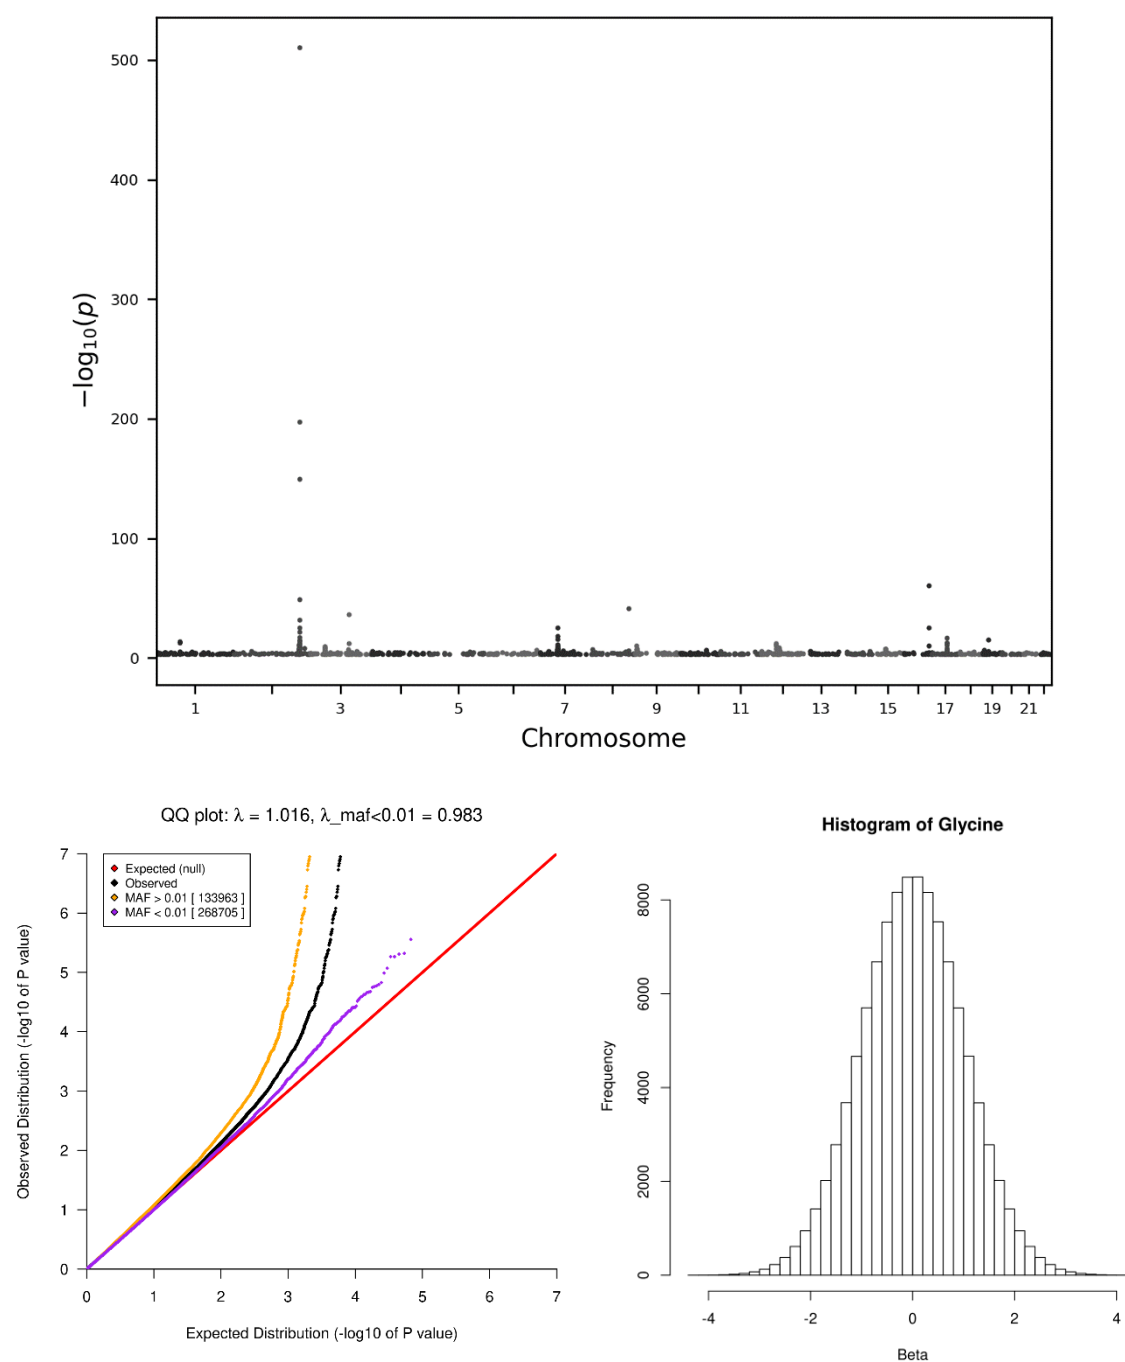 500
400
300
200
100
0
−log10(p)
1 3 5 7 9 11 13 15 17 19 21
Chromosome
QQ plot: λ = 1.016, λ_maf<0.01 = 0.983
Expected (null)
Observed
MAF > 0.01 [ 133963 ]
MAF < 0.01 [ 268705 ]
7
6
5
4
3
2
1
0
Observed Distribution (-log10 of P value)
0 1 2 3 4 5 6 7
Expected Distribution (-log10 of P value)
Histogram of Glycine
8000
6000
4000
2000
0
Frequency
-4 -2 0 2 4
Beta